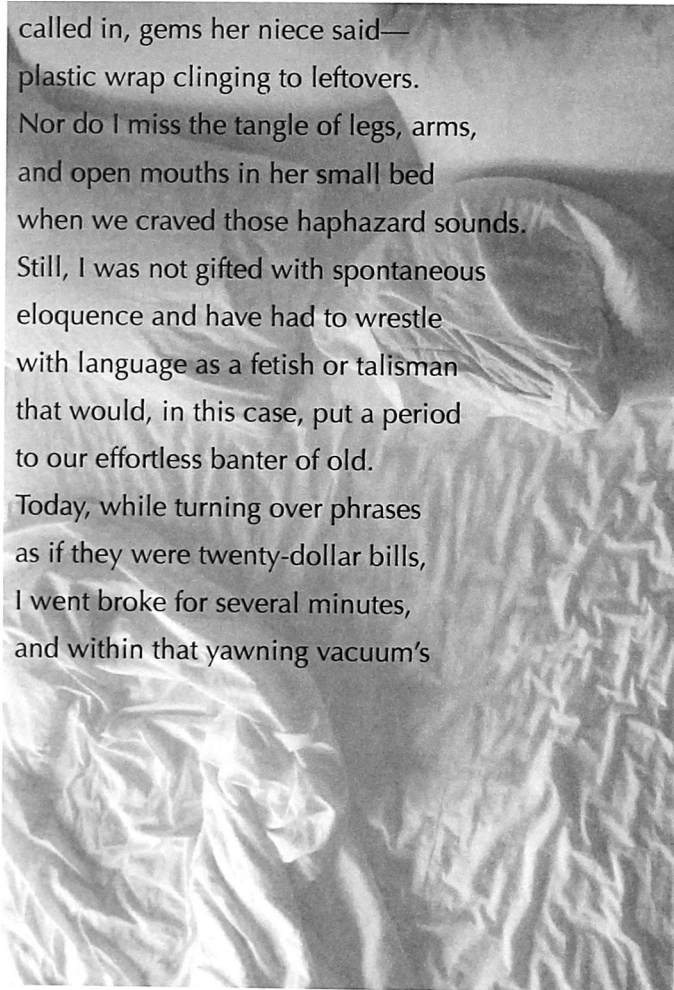 called in, gems her niece said—
plastic wrap clinging to leftovers.
Nor do I miss the tangle of legs, arms,
and open mouths in her small bed
when we craved those haphazard sounds.
Still, I was not gifted with spontaneous
eloquence and have had to wrestle
with language as a fetish or talisman
that would, in this case, put a period
to our effortless banter of old.
Today, while turning over phrases
as if they were twenty-dollar bills,
I went broke for several minutes,
and within that yawning vacuum's